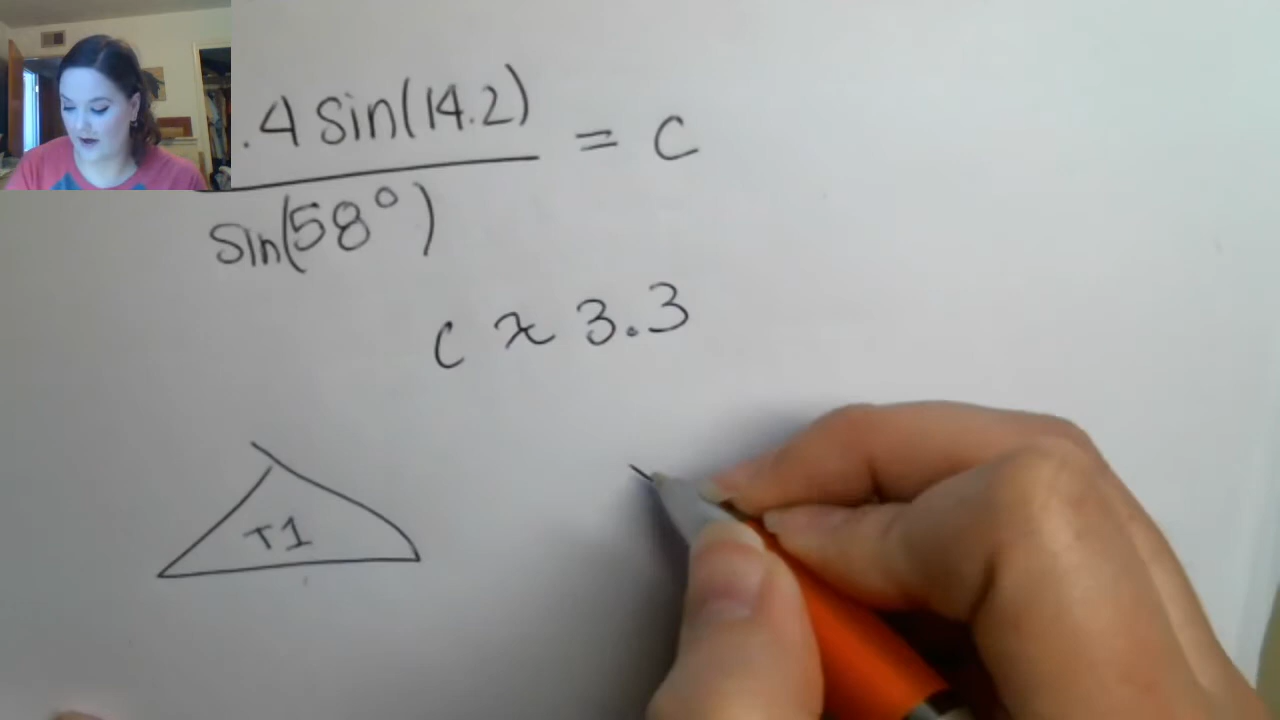 .4 sin(14.2)
= c
sin(58°)
c ≈ 3.3
T1